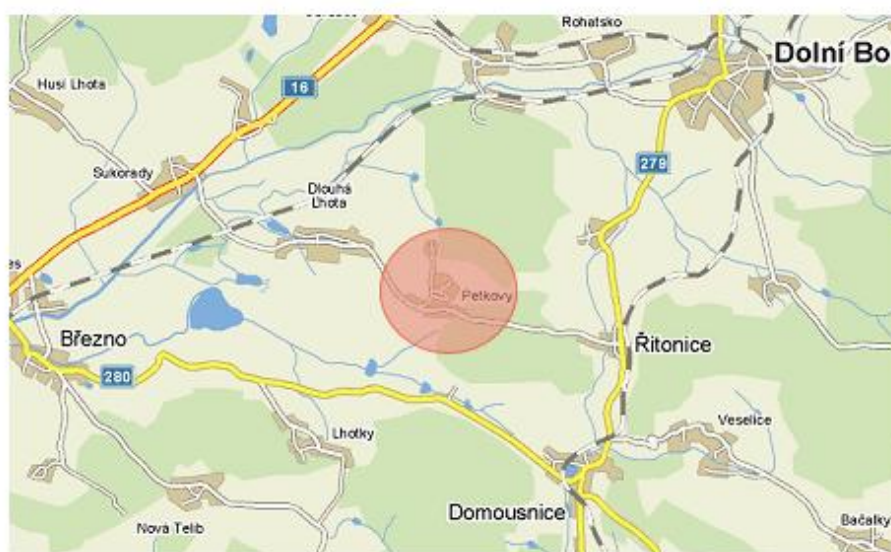 Rohatsko
Dolní Bo
Husí Lhota
16
279
Sukorady
Dlouhá
Lhota
Petkovy
Březno
Řitonice
280
Veselice
Lhotky
Domousnice
Nová Telib
Bačalky